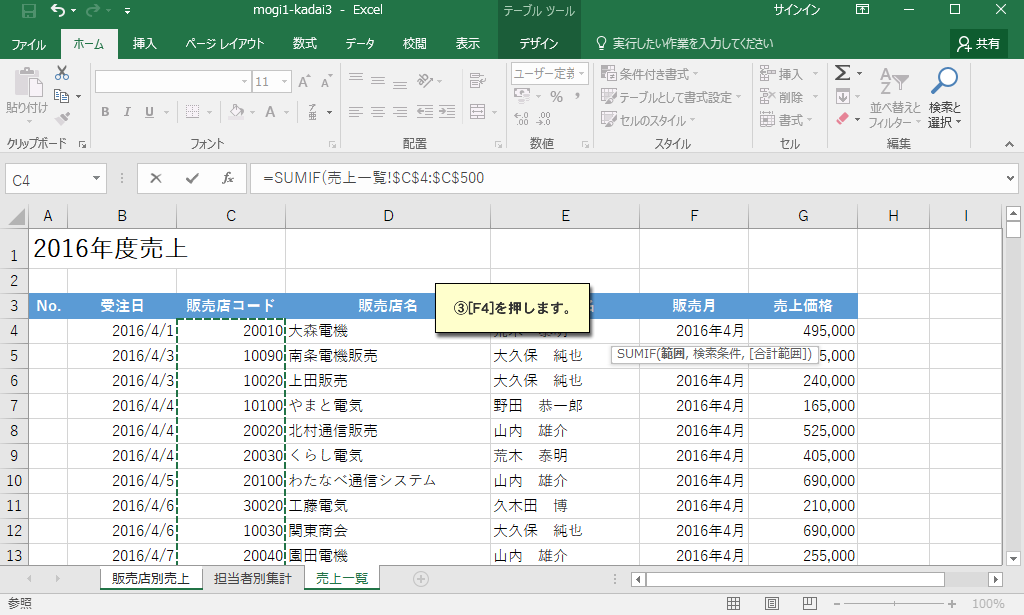 mogi1-kadai3 - Excel
テーブル ツール
サインイン
ファイル ホーム 挿入 ページ レイアウト 数式 データ 校閲 表示 デザイン 実行したい作業を入力してください 共有
11
ユーザー定義
条件付き書式
挿入
Σ
貼り付け
B I U
A
%
テーブルとして書式設定
削除
並べ替えと
フィルター
検索と
選択
セルのスタイル
書式
クリップボード フォント 配置 数値 スタイル セル 編集
C4
fx
=SUMIF(売上一覧!$C$4:$C$500
A B C D E F G H I
1 2016年度売上
2
3 No. 受注日 販売店コード 販売店名 販売月 売上価格
③[F4]を押します。
4 2016/4/1 20010 大森電機 2016年4月 495,000
SUMIF(範囲, 検索条件, [合計範囲])
5 2016/4/3 10090 南条電機販売 大久保 純也 5,000
6 2016/4/3 10020 上田販売 大久保 純也 2016年4月 240,000
7 2016/4/4 10100 やまと電気 野田 恭一郎 2016年4月 165,000
8 2016/4/4 20020 北村通信販売 山内 雄介 2016年4月 525,000
9 2016/4/4 20030 くらし電気 荒木 泰明 2016年4月 405,000
10 2016/4/5 20100 わたなべ通信システム 山内 雄介 2016年4月 690,000
11 2016/4/6 30020 工藤電気 久木田 博 2016年4月 210,000
12 2016/4/6 10030 関東商会 大久保 純也 2016年4月 690,000
13 2016/4/7 20040 園田電機 山内 雄介 2016年4月 255,000
販売店別売上 担当者別集計 売上一覧
参照
100%